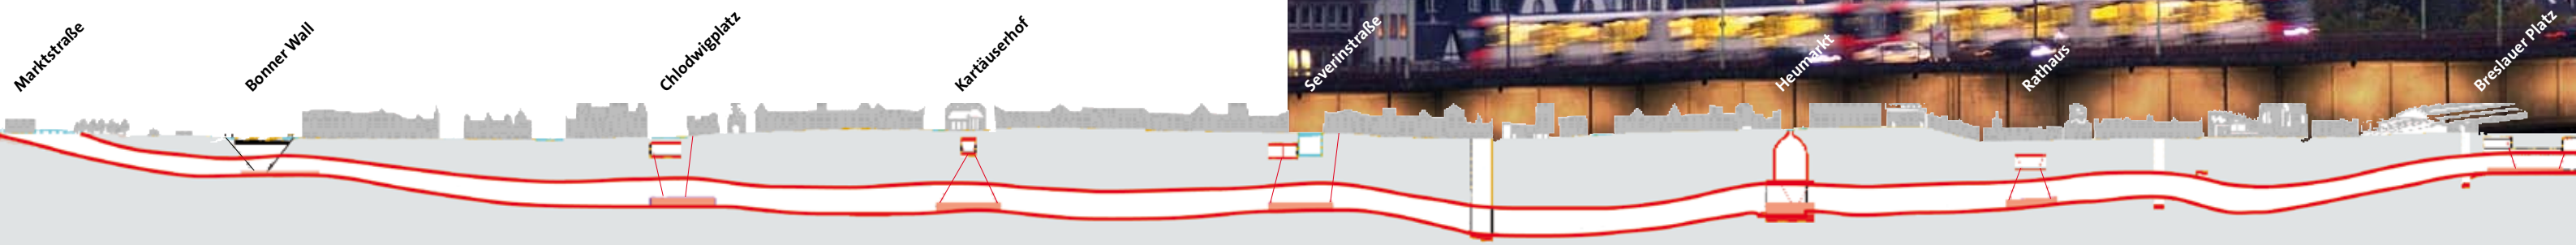 Marktstraße
Bonner Wall
Chlodwigplatz
Kartäuserhof
Severinstraße
Heumarkt
Rathaus
Breslauer Platz